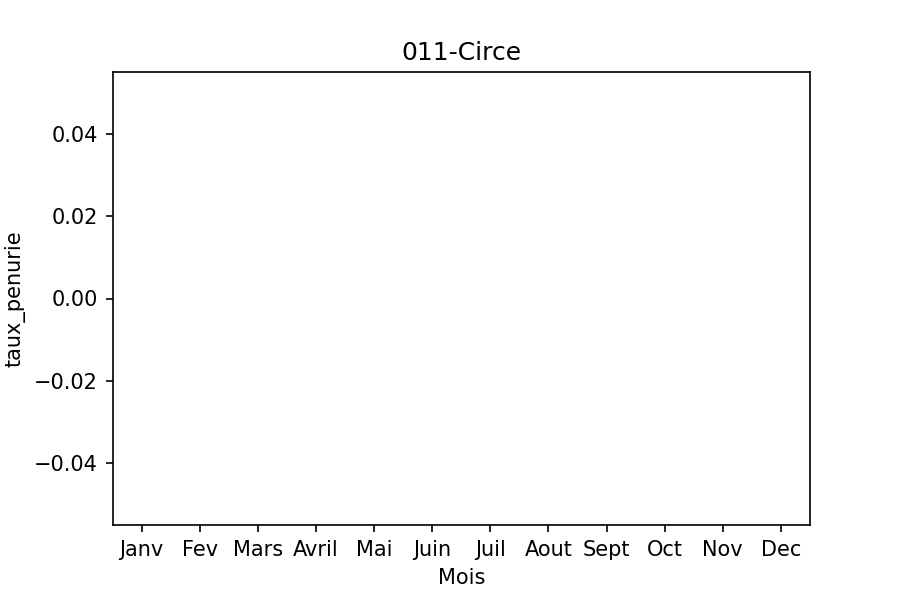 011-Circe
0.04
0.02
0.00
−0.02
−0.04
taux_penurie
Janv Fev Mars Avril Mai Juin Juil Aout Sept Oct Nov Dec
Mois